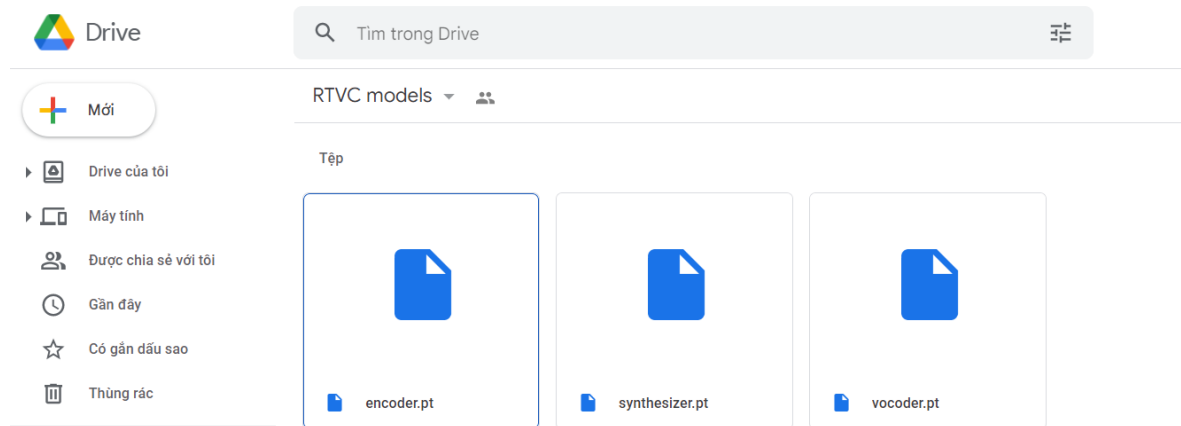 Drive
Tìm trong Drive
Mới
RTVC models
Tệp
Drive của tôi
Máy tính
Được chia sẻ với tôi
Gần đây
Có gắn dấu sao
Thùng rác
encoder.pt
synthesizer.pt
vocoder.pt